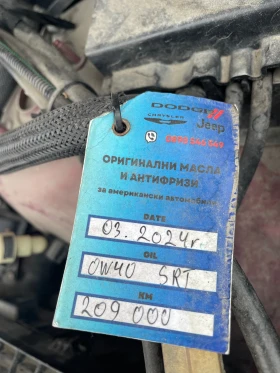 DODGE
CHRYSLER
Jeep
ОРИГИНАЛНИ МАСЛА
И АНТИФРИЗИ
за американски автомобили
DATE
03.2024г
OIL
0W40 SRT
KM
209 000